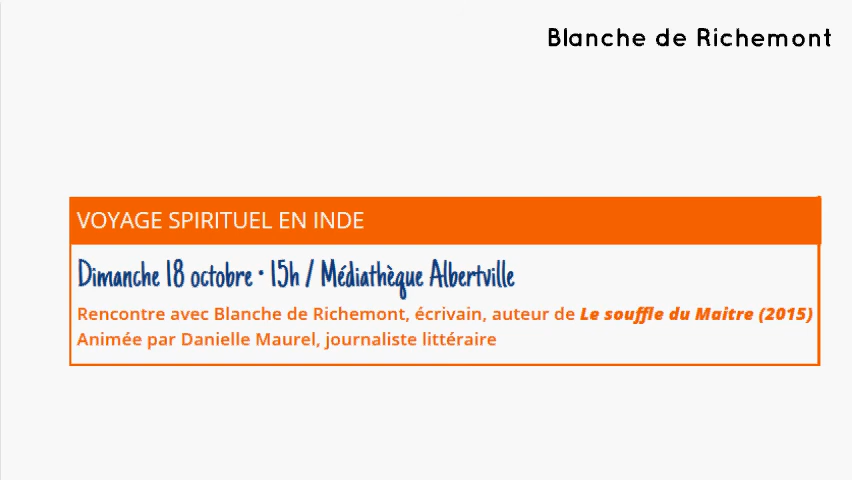 Blanche de Richemont
VOYAGE SPIRITUEL EN INDE
Dimanche 18 octobre • 15h / Médiathèque Albertville
Rencontre avec Blanche de Richemont, écrivain, auteur de Le souffle du Maitre (2015)
Animée par Danielle Maurel, journaliste littéraire